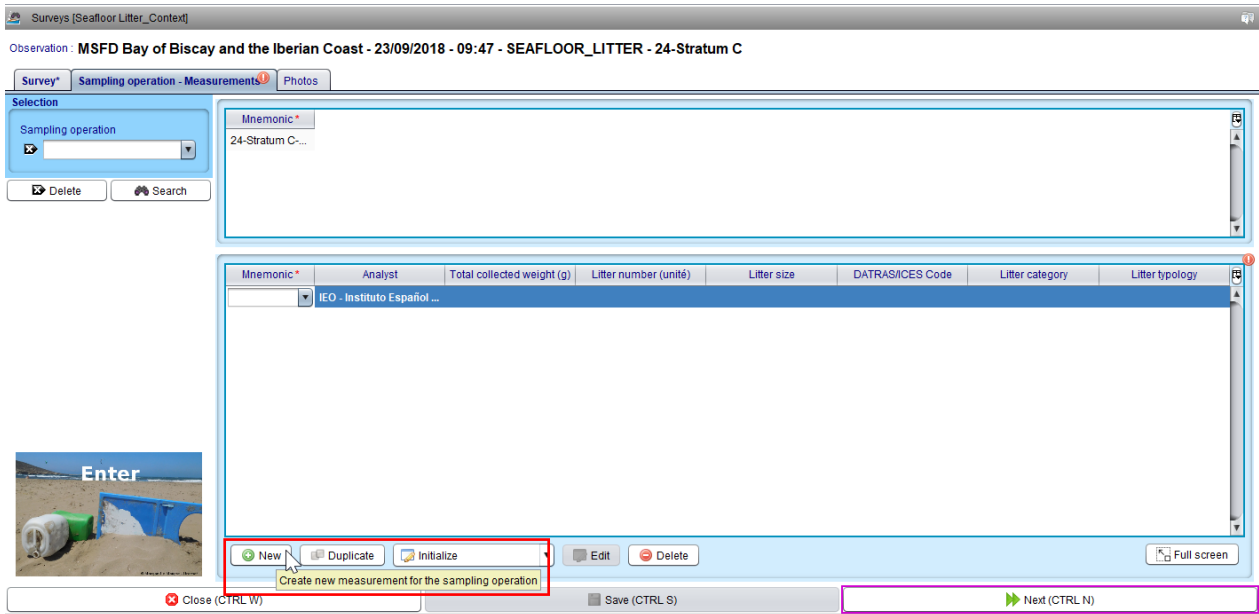 Surveys [Seafloor Litter_Context]
Observation : MSFD Bay of Biscay and the Iberian Coast - 23/09/2018 - 09:47 - SEAFLOOR_LITTER - 24-Stratum C
Survey* Sampling operation - Measurements Photos
Selection
Sampling operation
Delete Search
Mnemonic *
24-Stratum C-...
Mnemonic * Analyst Total collected weight (g) Litter number (unité) Litter size DATRAS/ICES Code Litter category Litter typology
IEO - Instituto Español ...
Enter
New Duplicate Initialize Edit Delete Full screen
Create new measurement for the sampling operation
Close (CTRL W) Save (CTRL S) Next (CTRL N)